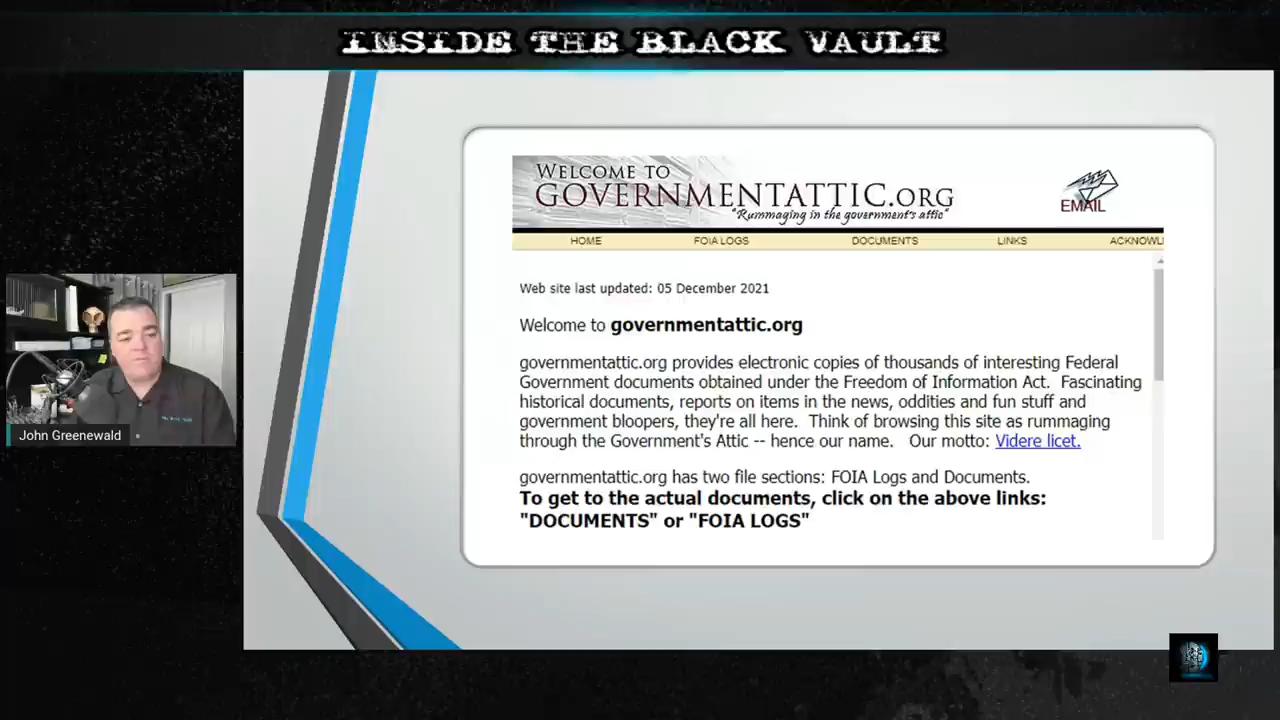 INSIDE THE BLACK VAULT
WELCOME TO
GOVERNMENTATTIC.ORG
"Rummaging in the government's attic"
EMAIL
HOME FOIA LOGS DOCUMENTS LINKS ACKNOWL
Web site last updated: 05 December 2021
Welcome to governmentattic.org
governmentattic.org provides electronic copies of thousands of interesting Federal
Government documents obtained under the Freedom of Information Act. Fascinating
historical documents, reports on items in the news, oddities and fun stuff and
government bloopers, they're all here. Think of browsing this site as rummaging
through the Government's Attic -- hence our name. Our motto: Videre licet.
governmentattic.org has two file sections: FOIA Logs and Documents.
To get to the actual documents, click on the above links:
"DOCUMENTS" or "FOIA LOGS"
John Greenewald